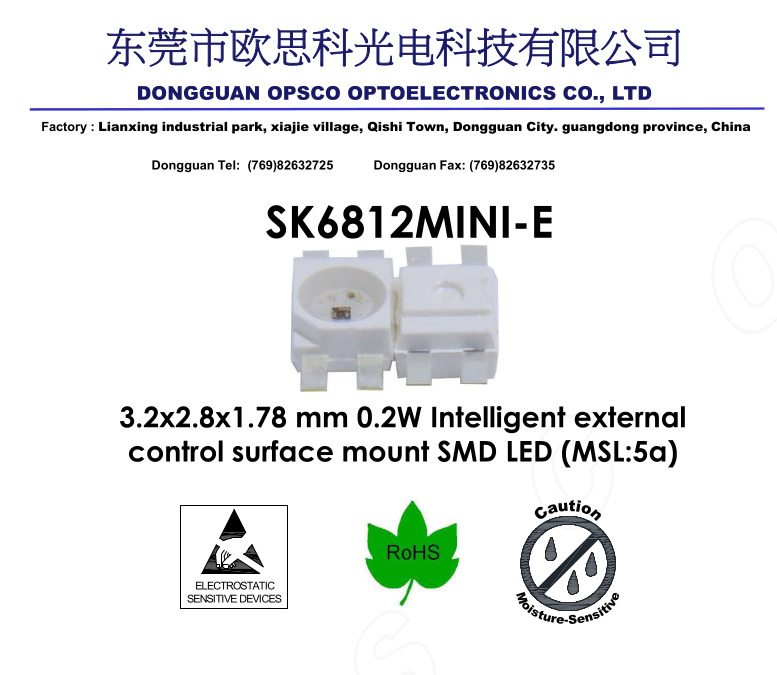 东莞市欧思科光电科技有限公司
DONGGUAN OPSCO OPTOELECTRONICS CO., LTD
Factory : Lianxing industrial park, xiajie village, Qishi Town, Dongguan City. guangdong province, China
Dongguan Tel: (769)82632725 Dongguan Fax: (769)82632735
SK6812MINI-E
3.2x2.8x1.78 mm 0.2W Intelligent external
control surface mount SMD LED (MSL:5a)
ELECTROSTATIC
SENSITIVE DEVICES
RoHS
Caution
Moisture-Sensitive